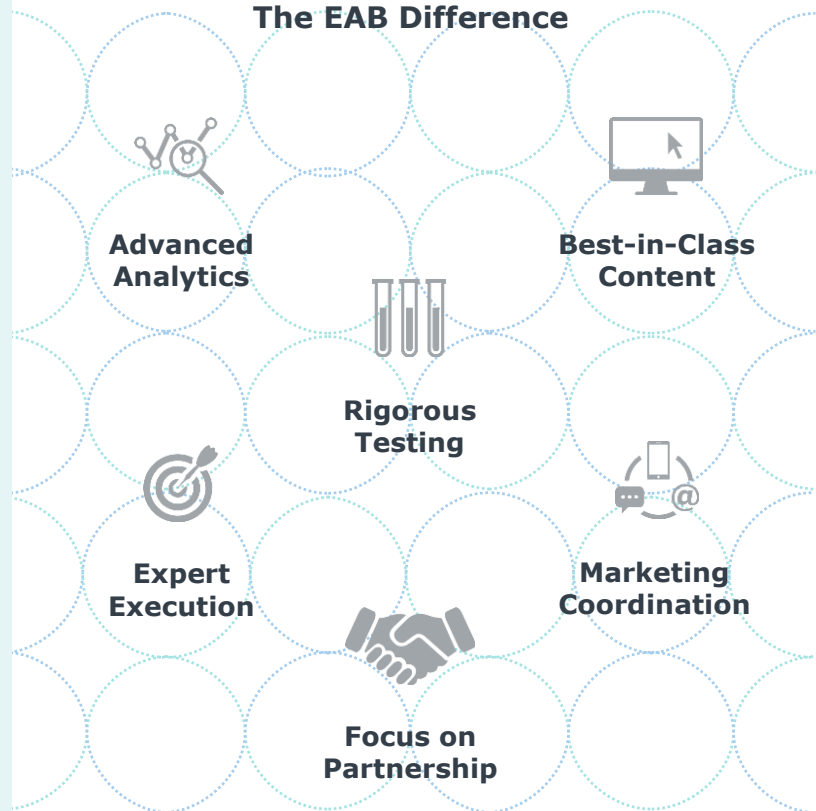 The EAB Difference
Advanced
Analytics
Best-in-Class
Content
Rigorous
Testing
@
Expert
Execution
Marketing
Coordination
Focus on
Partnership